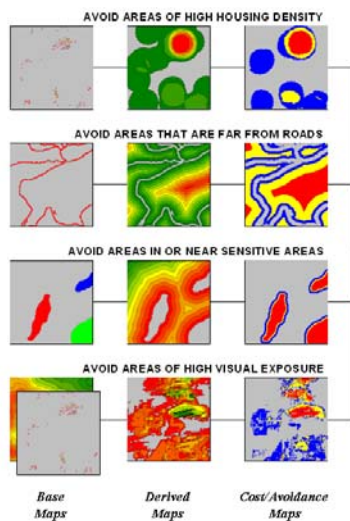 AVOID AREAS OF HIGH HOUSING DENSITY
AVOID AREAS THAT ARE FAR FROM ROADS
AVOID AREAS IN OR NEAR SENSITIVE AREAS
AVOID AREAS OF HIGH VISUAL EXPOSURE
Base Derived Cost/Avoidance
Maps Maps Maps